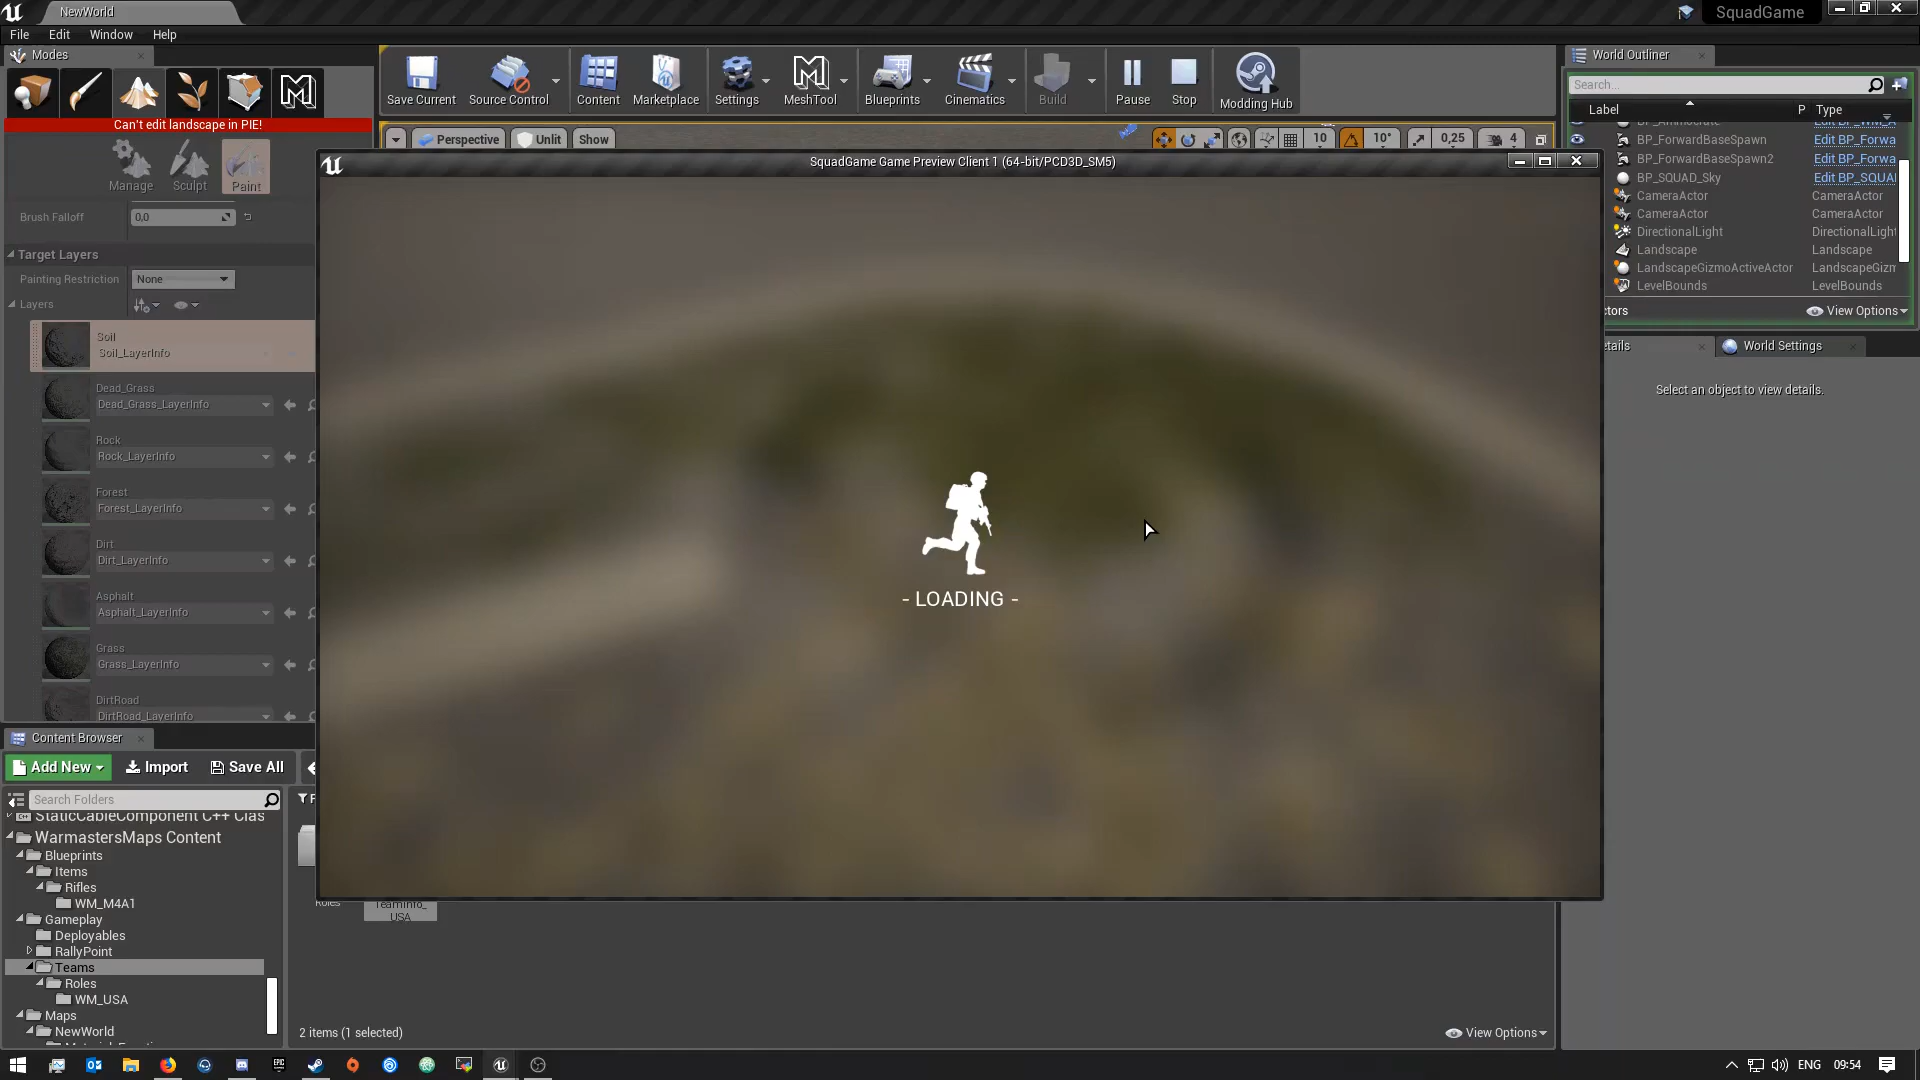 NewWorld
SquadGame
File Edit Window Help
Modes
World Outliner
Save Current
Source Control
Content
Marketplace
Settings
MeshTool
Blueprints
Cinematics
Build
Pause
Stop
Modding Hub
Search...
Label P Type
Can't edit landscape in PIE!
Perspective Unlit Show 10 10° 0,25 4
BP_ForwardBaseSpawn Edit BP_Forwa
BP_ForwardBaseSpawn2 Edit BP_Forwa
BP_SQUAD_Sky Edit BP_SQUAI
CameraActor CameraActor
CameraActor CameraActor
DirectionalLight DirectionalLight
Landscape Landscape
LandscapeGizmoActiveActor LandscapeGizm
LevelBounds LevelBounds
ctors View Options
SquadGame Game Preview Client 1 (64-bit/PCD3D_SM5)
Manage Sculpt Paint
Brush Falloff 0,0
Target Layers
Painting Restriction None
Layers
Soil
Soil_LayerInfo
Dead_Grass
Dead_Grass_LayerInfo
Rock
Rock_LayerInfo
Forest
Forest_LayerInfo
Dirt
Dirt_LayerInfo
Asphalt
Asphalt_LayerInfo
Grass
Grass_LayerInfo
DirtRoad
DirtRoad_LayerInfo
etails World Settings
Select an object to view details.
- LOADING -
Content Browser
Add New Import Save All
Search Folders
StaticCableComponent C++ Clas
WarmastersMaps Content
Blueprints
Items
Rifles
WM_M4A1
Gameplay
Deployables
RallyPoint
Teams
Roles
WM_USA
Maps
NewWorld
Roles
TeamInfo_
USA
2 items (1 selected)
View Options
ENG 09:54